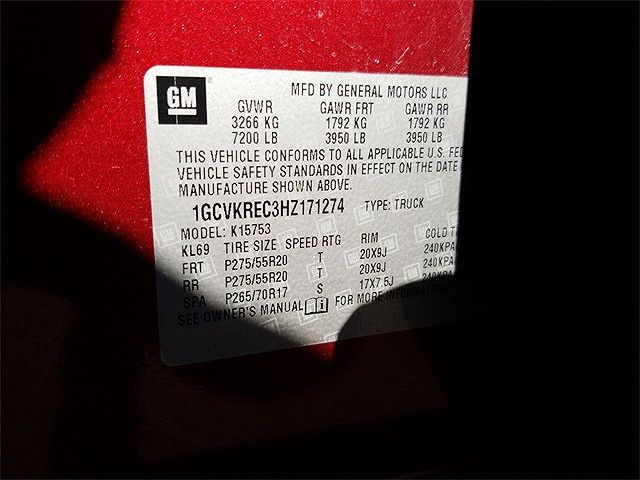 GM ®
MFD BY GENERAL MOTORS LLC
GVWR GAWR FRT GAWR RR
3266 KG 1792 KG 1792 KG
7200 LB 3950 LB 3950 LB
THIS VEHICLE CONFORMS TO ALL APPLICABLE U.S. FED
VEHICLE SAFETY STANDARDS IN EFFECT ON THE DATE
MANUFACTURE SHOWN ABOVE.
1GCVKREC3HZ171274 TYPE: TRUCK
MODEL: K15753
KL69 TIRE SIZE SPEED RTG RIM COLD T
FRT P275/55R20 T 20X9J 240KPA
RR P275/55R20 T 20X9J 240KPA
SPA P265/70R17 S 17X7.5J 240KPA
SEE OWNER'S MANUAL i FOR MORE INFORMATION.